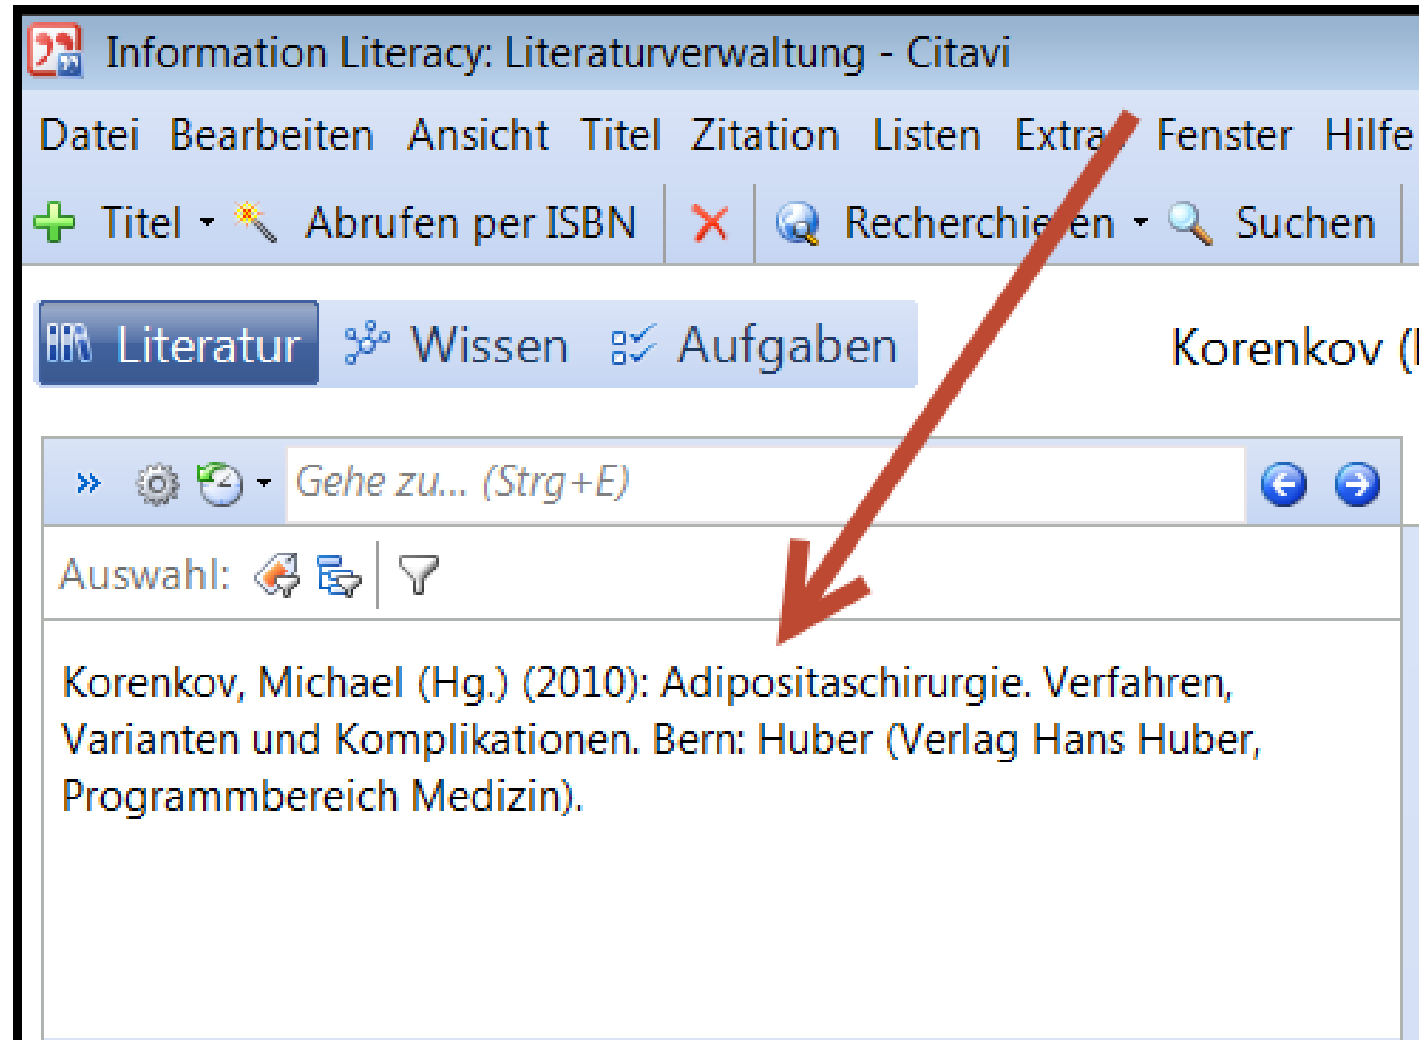 Information Literacy: Literaturverwaltung - Citavi
Datei Bearbeiten Ansicht Titel Zitation Listen Extras Fenster Hilfe
Titel Abrufen per ISBN Recherchieren Suchen
Literatur Wissen Aufgaben Korenkov (
Gehe zu... (Strg+E)
Auswahl:
Korenkov, Michael (Hg.) (2010): Adipositaschirurgie. Verfahren,
Varianten und Komplikationen. Bern: Huber (Verlag Hans Huber,
Programmbereich Medizin).